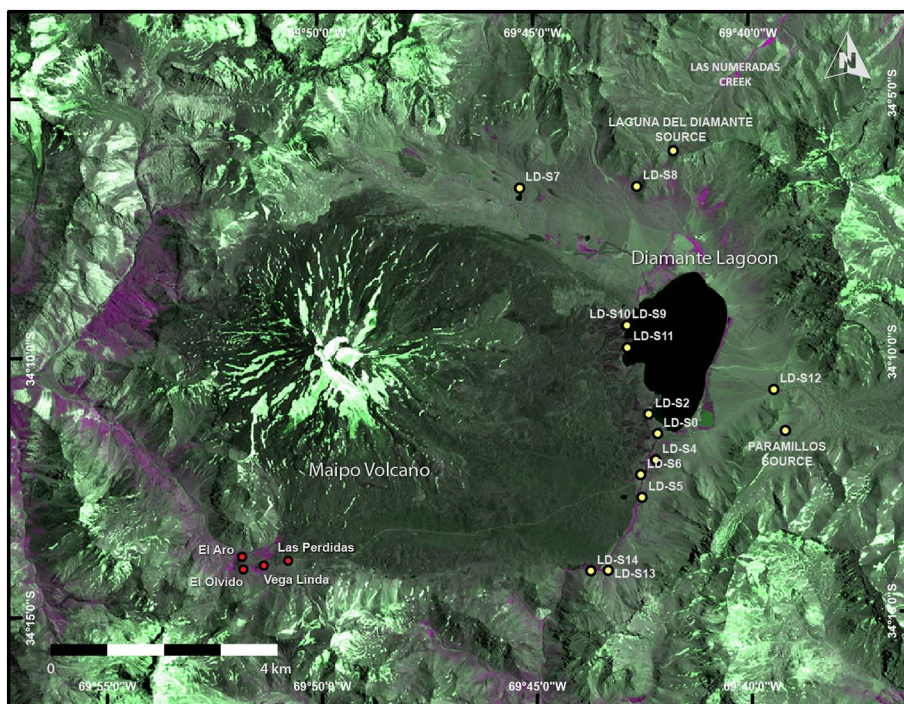 69°50'0"W
69°45'0"W
69°40'0"W
N
LAS NUMERADAS
CREEK
34°5'0"S
LAGUNA DEL DIAMANTE
SOURCE
LD-S7
LD-S8
Diamante Lagoon
LD-S10
LD-S9
LD-S11
34°10'0"S
34°10'0"S
LD-S12
LD-S2
LD-S0
PARAMILLOS
SOURCE
LD-S4
LD-S6
Maipo Volcano
LD-S5
El Aro
Las Perdidas
El Olvido
Vega Linda
LD-S14
LD-S13
34°15'0"S
0
4 km
69°55'0"W
69°50'0"W
69°45'0"W
69°40'0"W